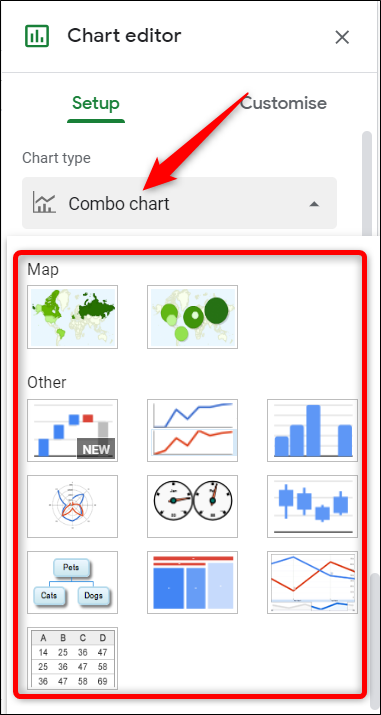 Chart editor
Setup
Customise
Chart type
Combo chart
Map
Other
NEW
Pets
Cats
Dogs
A B C D
14 25 36 47
25 36 47 58
36 47 58 69